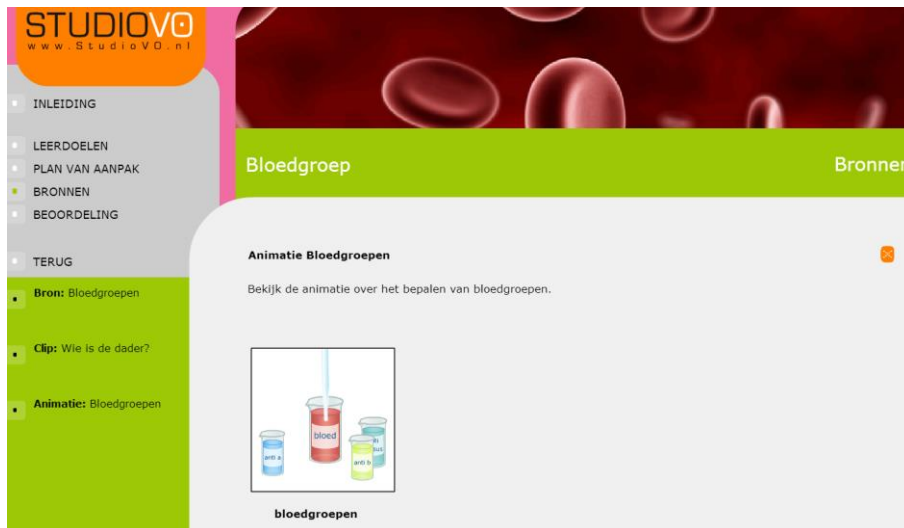 STUDIOVO
www.StudioVO.nl
INLEIDING
LEERDOELEN
PLAN VAN AANPAK
BRONNEN
BEOORDELING
TERUG
Bron: Bloedgroepen
Clip: Wie is de dader?
Animatie: Bloedgroepen
Bloedgroep
Bronnen
Animatie Bloedgroepen
Bekijk de animatie over het bepalen van bloedgroepen.
bloed
anti a
anti b
bloedgroepen